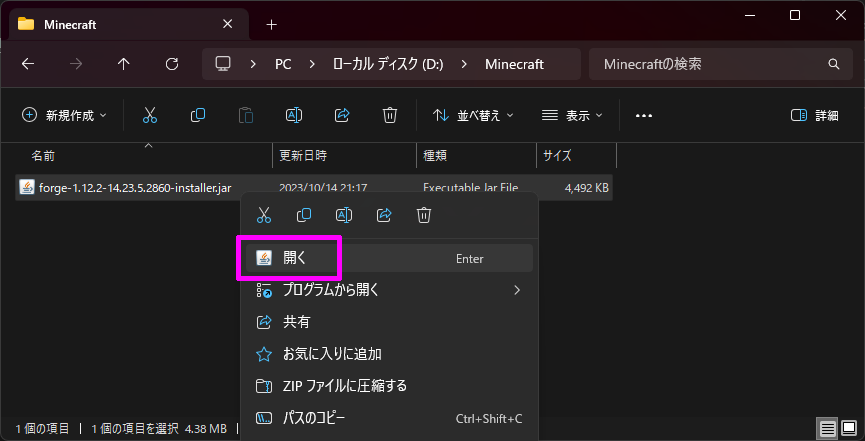 Minecraft
PC ローカル ディスク (D:) Minecraft Minecraftの検索
新規作成 並べ替え 表示 詳細
名前 更新日時 種類 サイズ
forge-1.12.2-14.23.5.2860-installer.jar 2023/10/14 21:17 Executable Jar File 4,492 KB
開く Enter
プログラムから開く
共有
お気に入りに追加
ZIP ファイルに圧縮する
パスのコピー Ctrl+Shift+C
1 個の項目 1 個の項目を選択 4.38 MB